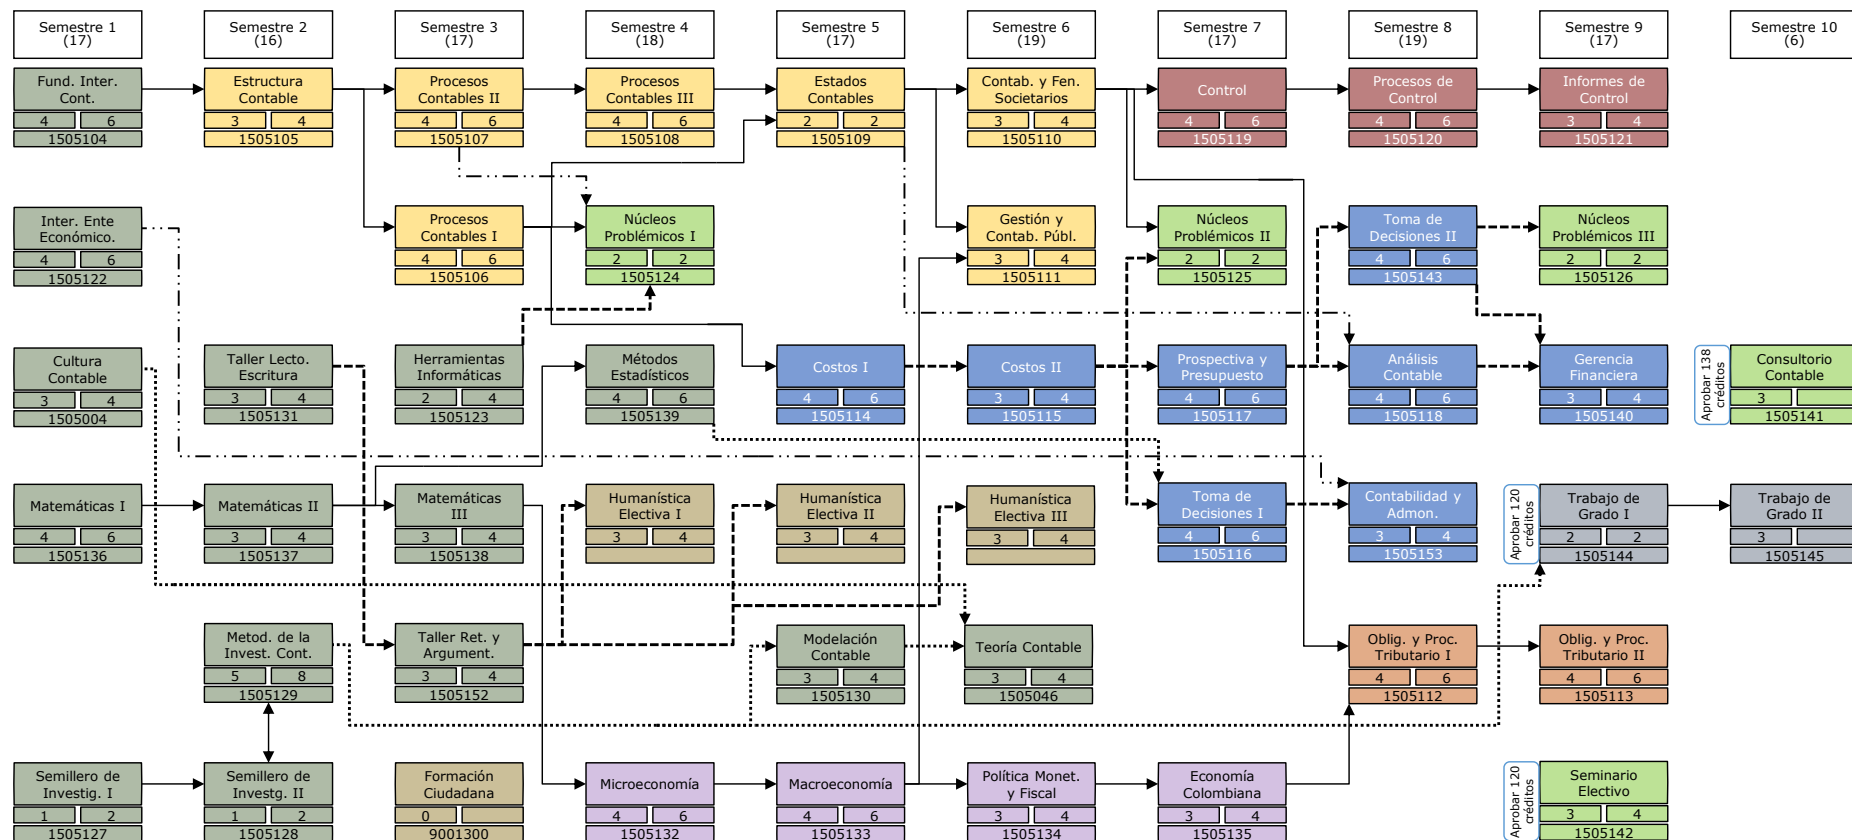 Semestre 1
(17)
Semestre 2
(16)
Semestre 3
(17)
Semestre 4
(18)
Semestre 5
(17)
Semestre 6
(19)
Semestre 7
(17)
Semestre 8
(19)
Semestre 9
(17)
Semestre 10
(6)
Fund. Inter.
Cont.
4 6
1505104
Estructura
Contable
3 4
1505105
Procesos
Contables II
4 6
1505107
Procesos
Contables III
4 6
1505108
Estados
Contables
2 2
1505109
Contab. y Fen.
Societarios
3 4
1505110
Control
4 6
1505119
Procesos de
Control
4 6
1505120
Informes de
Control
3 4
1505121
Inter. Ente
Económico.
4 6
1505122
Procesos
Contables I
4 6
1505106
Núcleos
Problémicos I
2 2
1505124
Gestión y
Contab. Públ.
3 4
1505111
Núcleos
Problémicos II
2 2
1505125
Toma de
Decisiones II
4 6
1505143
Núcleos
Problémicos III
2 2
1505126
Cultura
Contable
3 4
1505004
Taller Lecto.
Escritura
3 4
1505131
Herramientas
Informáticas
2 4
1505123
Métodos
Estadísticos
4 6
1505139
Costos I
4 6
1505114
Costos II
3 4
1505115
Prospectiva y
Presupuesto
4 6
1505117
Análisis
Contable
4 6
1505118
Gerencia
Financiera
3 4
1505140
Aprobar 138
créditos
Consultorio
Contable
3
1505141
Matemáticas I
4 6
1505136
Matemáticas II
3 4
1505137
Matemáticas
III
3 4
1505138
Humanística
Electiva I
3 4
Humanística
Electiva II
3 4
Humanística
Electiva III
3 4
Toma de
Decisiones I
4 6
1505116
Contabilidad y
Admon.
3 4
1505153
Aprobar 120
créditos
Trabajo de
Grado I
2 2
1505144
Trabajo de
Grado II
3
1505145
Metod. de la
Invest. Cont.
5 8
1505129
Taller Ret. y
Argument.
3 4
1505152
Modelación
Contable
3 4
1505130
Teoría Contable
3 4
1505046
Oblig. y Proc.
Tributario I
4 6
1505112
Oblig. y Proc.
Tributario II
4 6
1505113
Semillero de
Investig. I
1 2
1505127
Semillero de
Investg. II
1 2
1505128
Formación
Ciudadana
0
9001300
Microeconomía
4 6
1505132
Macroeconomía
4 6
1505133
Política Monet.
y Fiscal
3 4
1505134
Economía
Colombiana
3 4
1505135
Aprobar 120
créditos
Seminario
Electivo
3 4
1505142